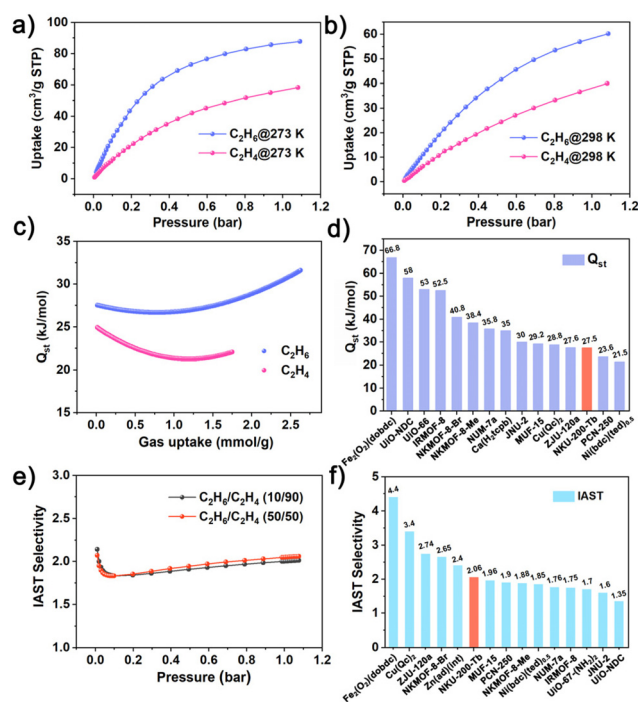 a)
Uptake (cm³/g STP)
100
80
60
40
20
0
C₂H₆@273 K
C₂H₄@273 K
0.0 0.2 0.4 0.6 0.8 1.0 1.2
Pressure (bar)
b)
Uptake (cm³/g STP)
60
50
40
30
20
10
0
C₂H₆@298 K
C₂H₄@298 K
0.0 0.2 0.4 0.6 0.8 1.0 1.2
Pressure (bar)
c)
Qst (kJ/mol)
35
30
25
20
15
C₂H₆
C₂H₄
0 1 2 3
Gas uptake (mmol/g)
d)
Qst (kJ/mol)
70
60
50
40
30
20
10
0
Qst
66.8
58
53
52.5
40.8
38.4
35.8
35
30
29.2
28.8
27.6
27.5
23.6
21.5
Fe₂(O₂)(dobdc)
UiO-NDC
UiO-66
IRMOF-8
NKMOF-8-Br
NKMOF-8-Me
NUM-7a
Ca(H₂tcpb)
JNU-2
MUF-15
Cu(Qc)₂
ZJU-120a
NKU-200-Tb
PCN-250
Ni(bdc)(ted)₀.₅
e)
IAST Selectivity
3.0
2.5
2.0
1.5
1.0
C₂H₆/C₂H₄ (10/90)
C₂H₆/C₂H₄ (50/50)
0.0 0.2 0.4 0.6 0.8 1.0 1.2
Pressure (bar)
f)
IAST Selectivity
5
4
3
2
1
0
IAST
4.4
3.4
2.74
2.65
2.4
2.06
1.96
1.9
1.88
1.85
1.76
1.75
1.7
1.6
1.35
Fe₂(O₂)(dobdc)
Cu(Qc)₂
ZJU-120a
NKMOF-8-Br
Zn(ad)(int)
NKU-200-Tb
MUF-15
PCN-250
NKMOF-8-Me
Ni(bdc)(ted)₀.₅
NUM-7a
IRMOF-8
UiO-67-(NH₂)₂
JNU-2
UiO-NDC